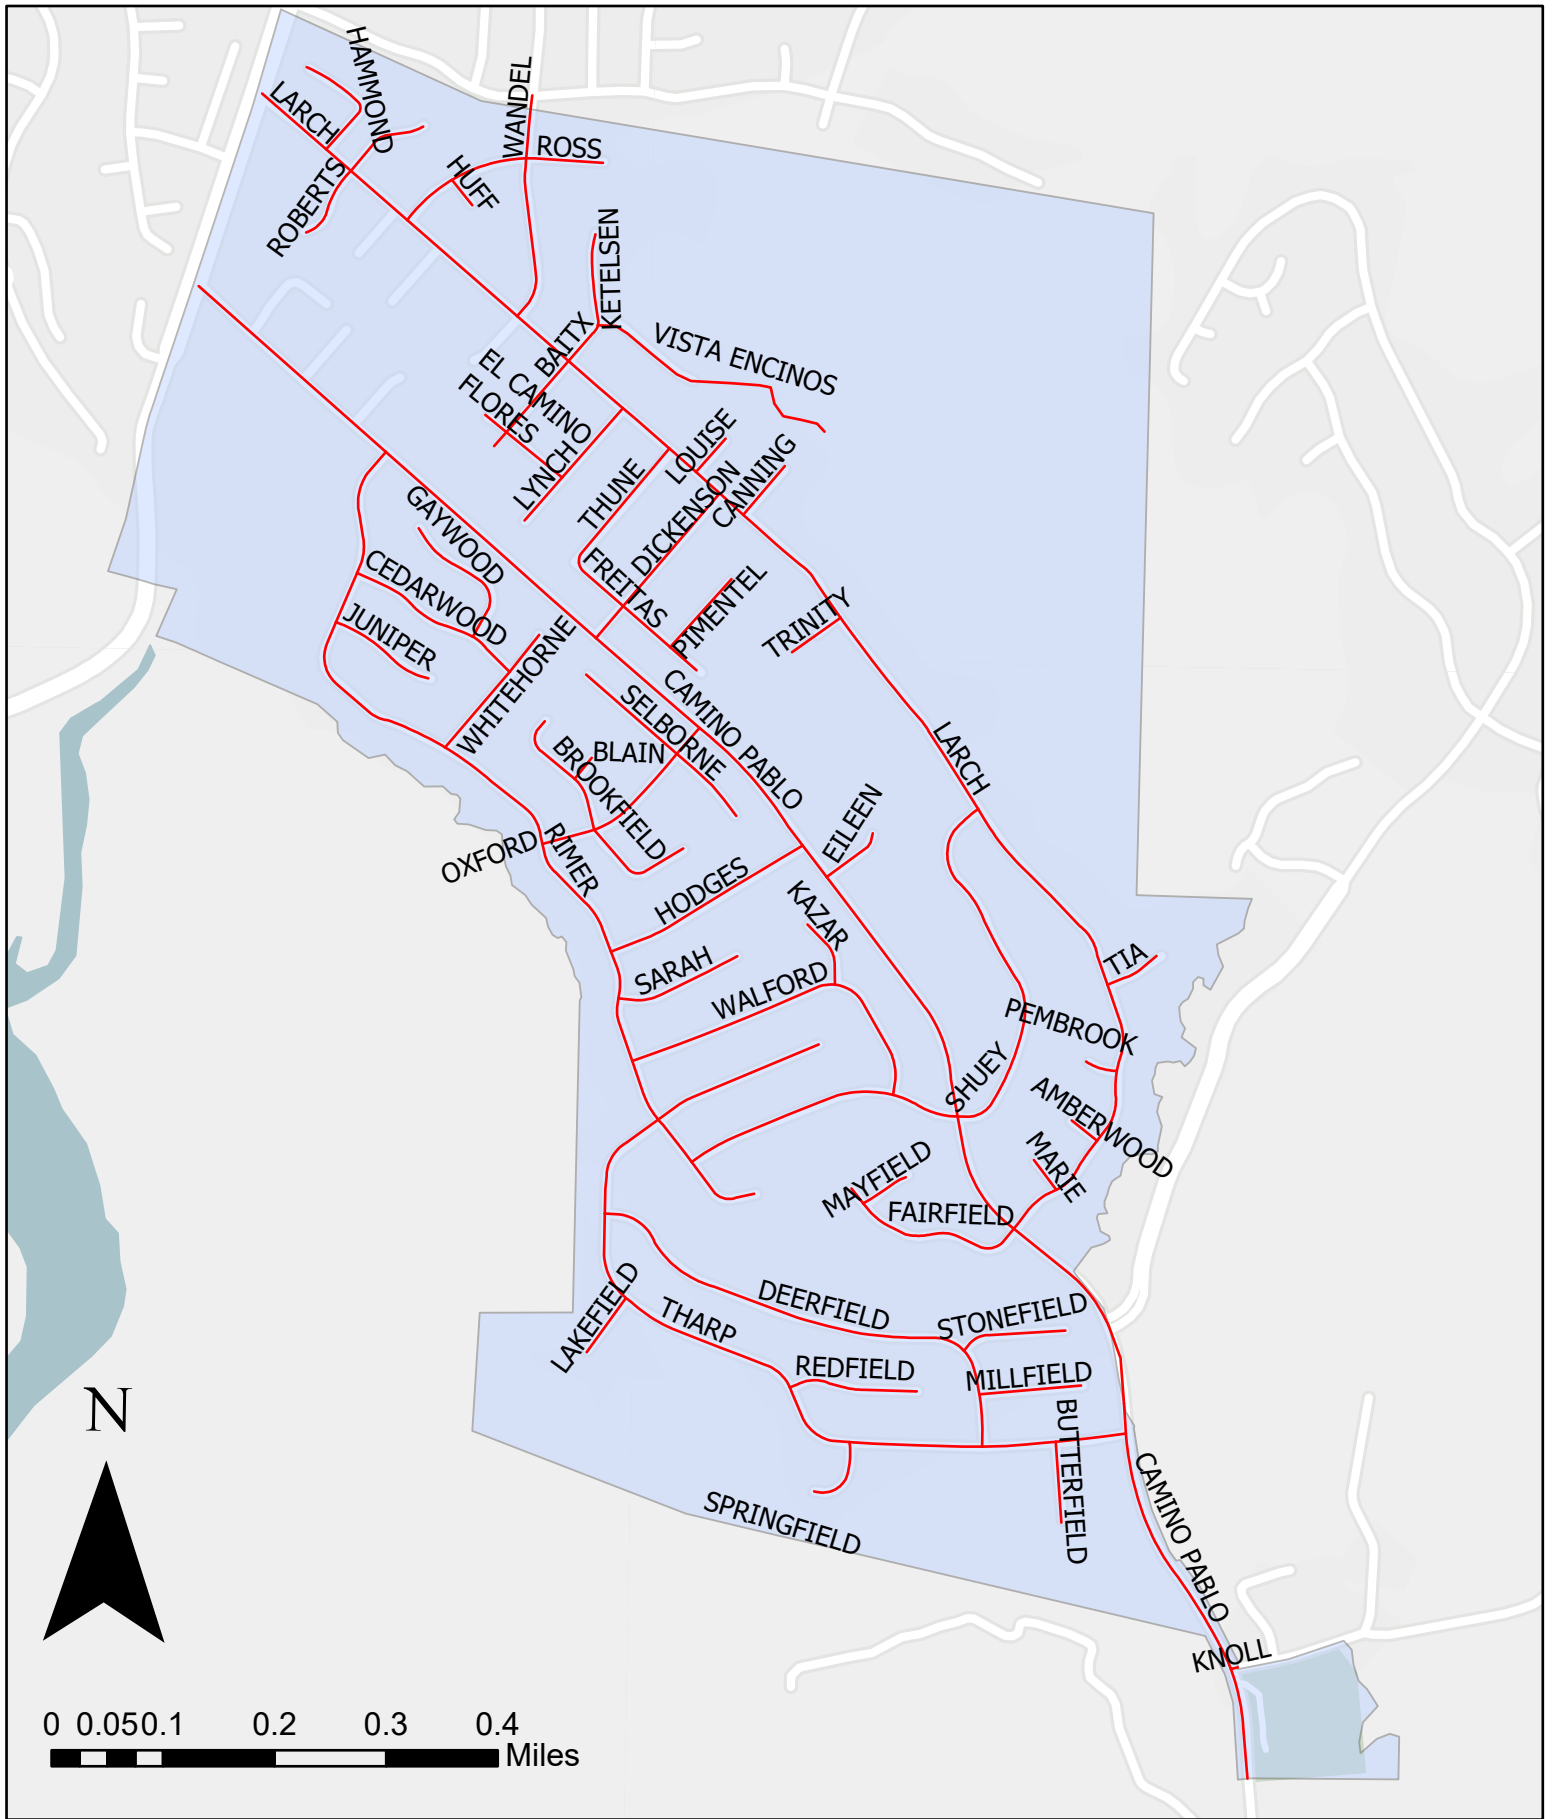 HAMMOND
LARCH
WANDEL
ROSS
HUFF
ROBERTS
KETELSEN
BAITX
VISTA ENCINOS
EL CAMINO
FLORES
LYNCH
LOUISE
THUNE
DICKENSON
CANNING
GAYWOOD
FREITAS
PIMENTEL
CEDARWOOD
JUNIPER
TRINITY
WHITEHORNE
CAMINO PABLO
SELBORNE
BLAIN
BROOKFIELD
LARCH
EILEEN
OXFORD
RIMER
HODGES
KAZAR
SARAH
WALFORD
TIA
PEMBROOK
SHUEY
AMBERWOOD
MARIE
MAYFIELD
FAIRFIELD
LAKEFIELD
THARP
DEERFIELD
STONEFIELD
REDFIELD
MILLFIELD
BUTTERFIELD
SPRINGFIELD
CAMINO PABLO
KNOLL
N
0 0.05 0.1 0.2 0.3 0.4
Miles